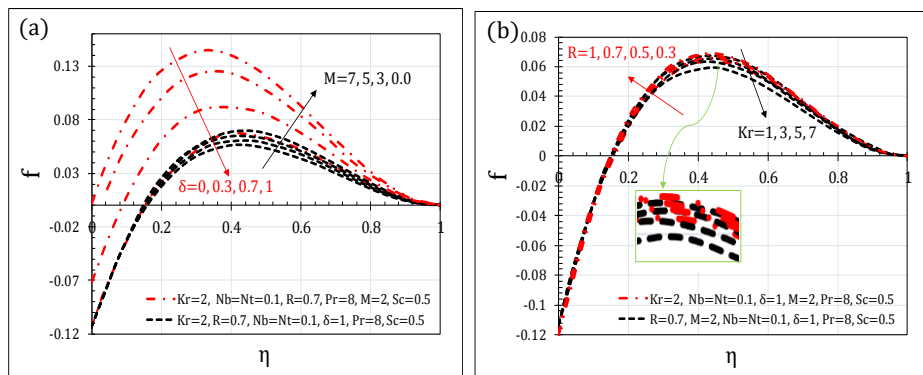 (a)
f
0.13
0.08
0.03
-0.02
-0.07
-0.12
0
0.2
0.4
0.6
0.8
1
η
M=7, 5, 3, 0.0
δ=0, 0.3, 0.7, 1
Kr=2, Nb=Nt=0.1, R=0.7, Pr=8, M=2, Sc=0.5
Kr=2, R=0.7, Nb=Nt=0.1, δ=1, Pr=8, Sc=0.5
(b)
f
0.08
0.06
0.04
0.02
0
-0.02
-0.04
-0.06
-0.08
-0.1
-0.12
0
0.2
0.4
0.6
0.8
1
η
R=1, 0.7, 0.5, 0.3
Kr=1, 3, 5, 7
Kr=2, Nb=Nt=0.1, δ=1, M=2, Pr=8, Sc=0.5
R=0.7, M=2, Nb=Nt=0.1, δ=1, Pr=8, Sc=0.5